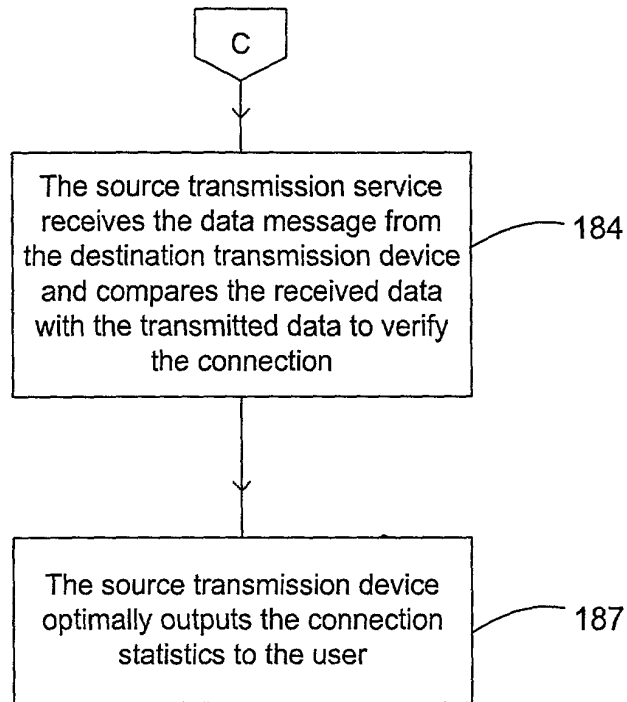 C
The source transmission service
receives the data message from
the destination transmission device
and compares the received data
with the transmitted data to verify
the connection
184
The source transmission device
optimally outputs the connection
statistics to the user
187